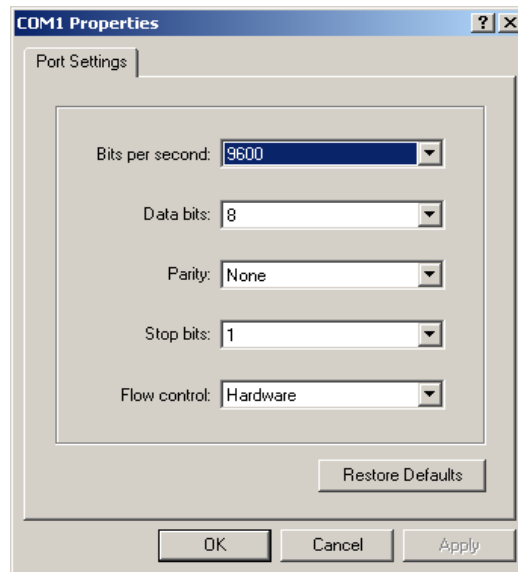 COM1 Properties
Port Settings
Bits per second: 9600
Data bits: 8
Parity: None
Stop bits: 1
Flow control: Hardware
Restore Defaults
OK Cancel Apply